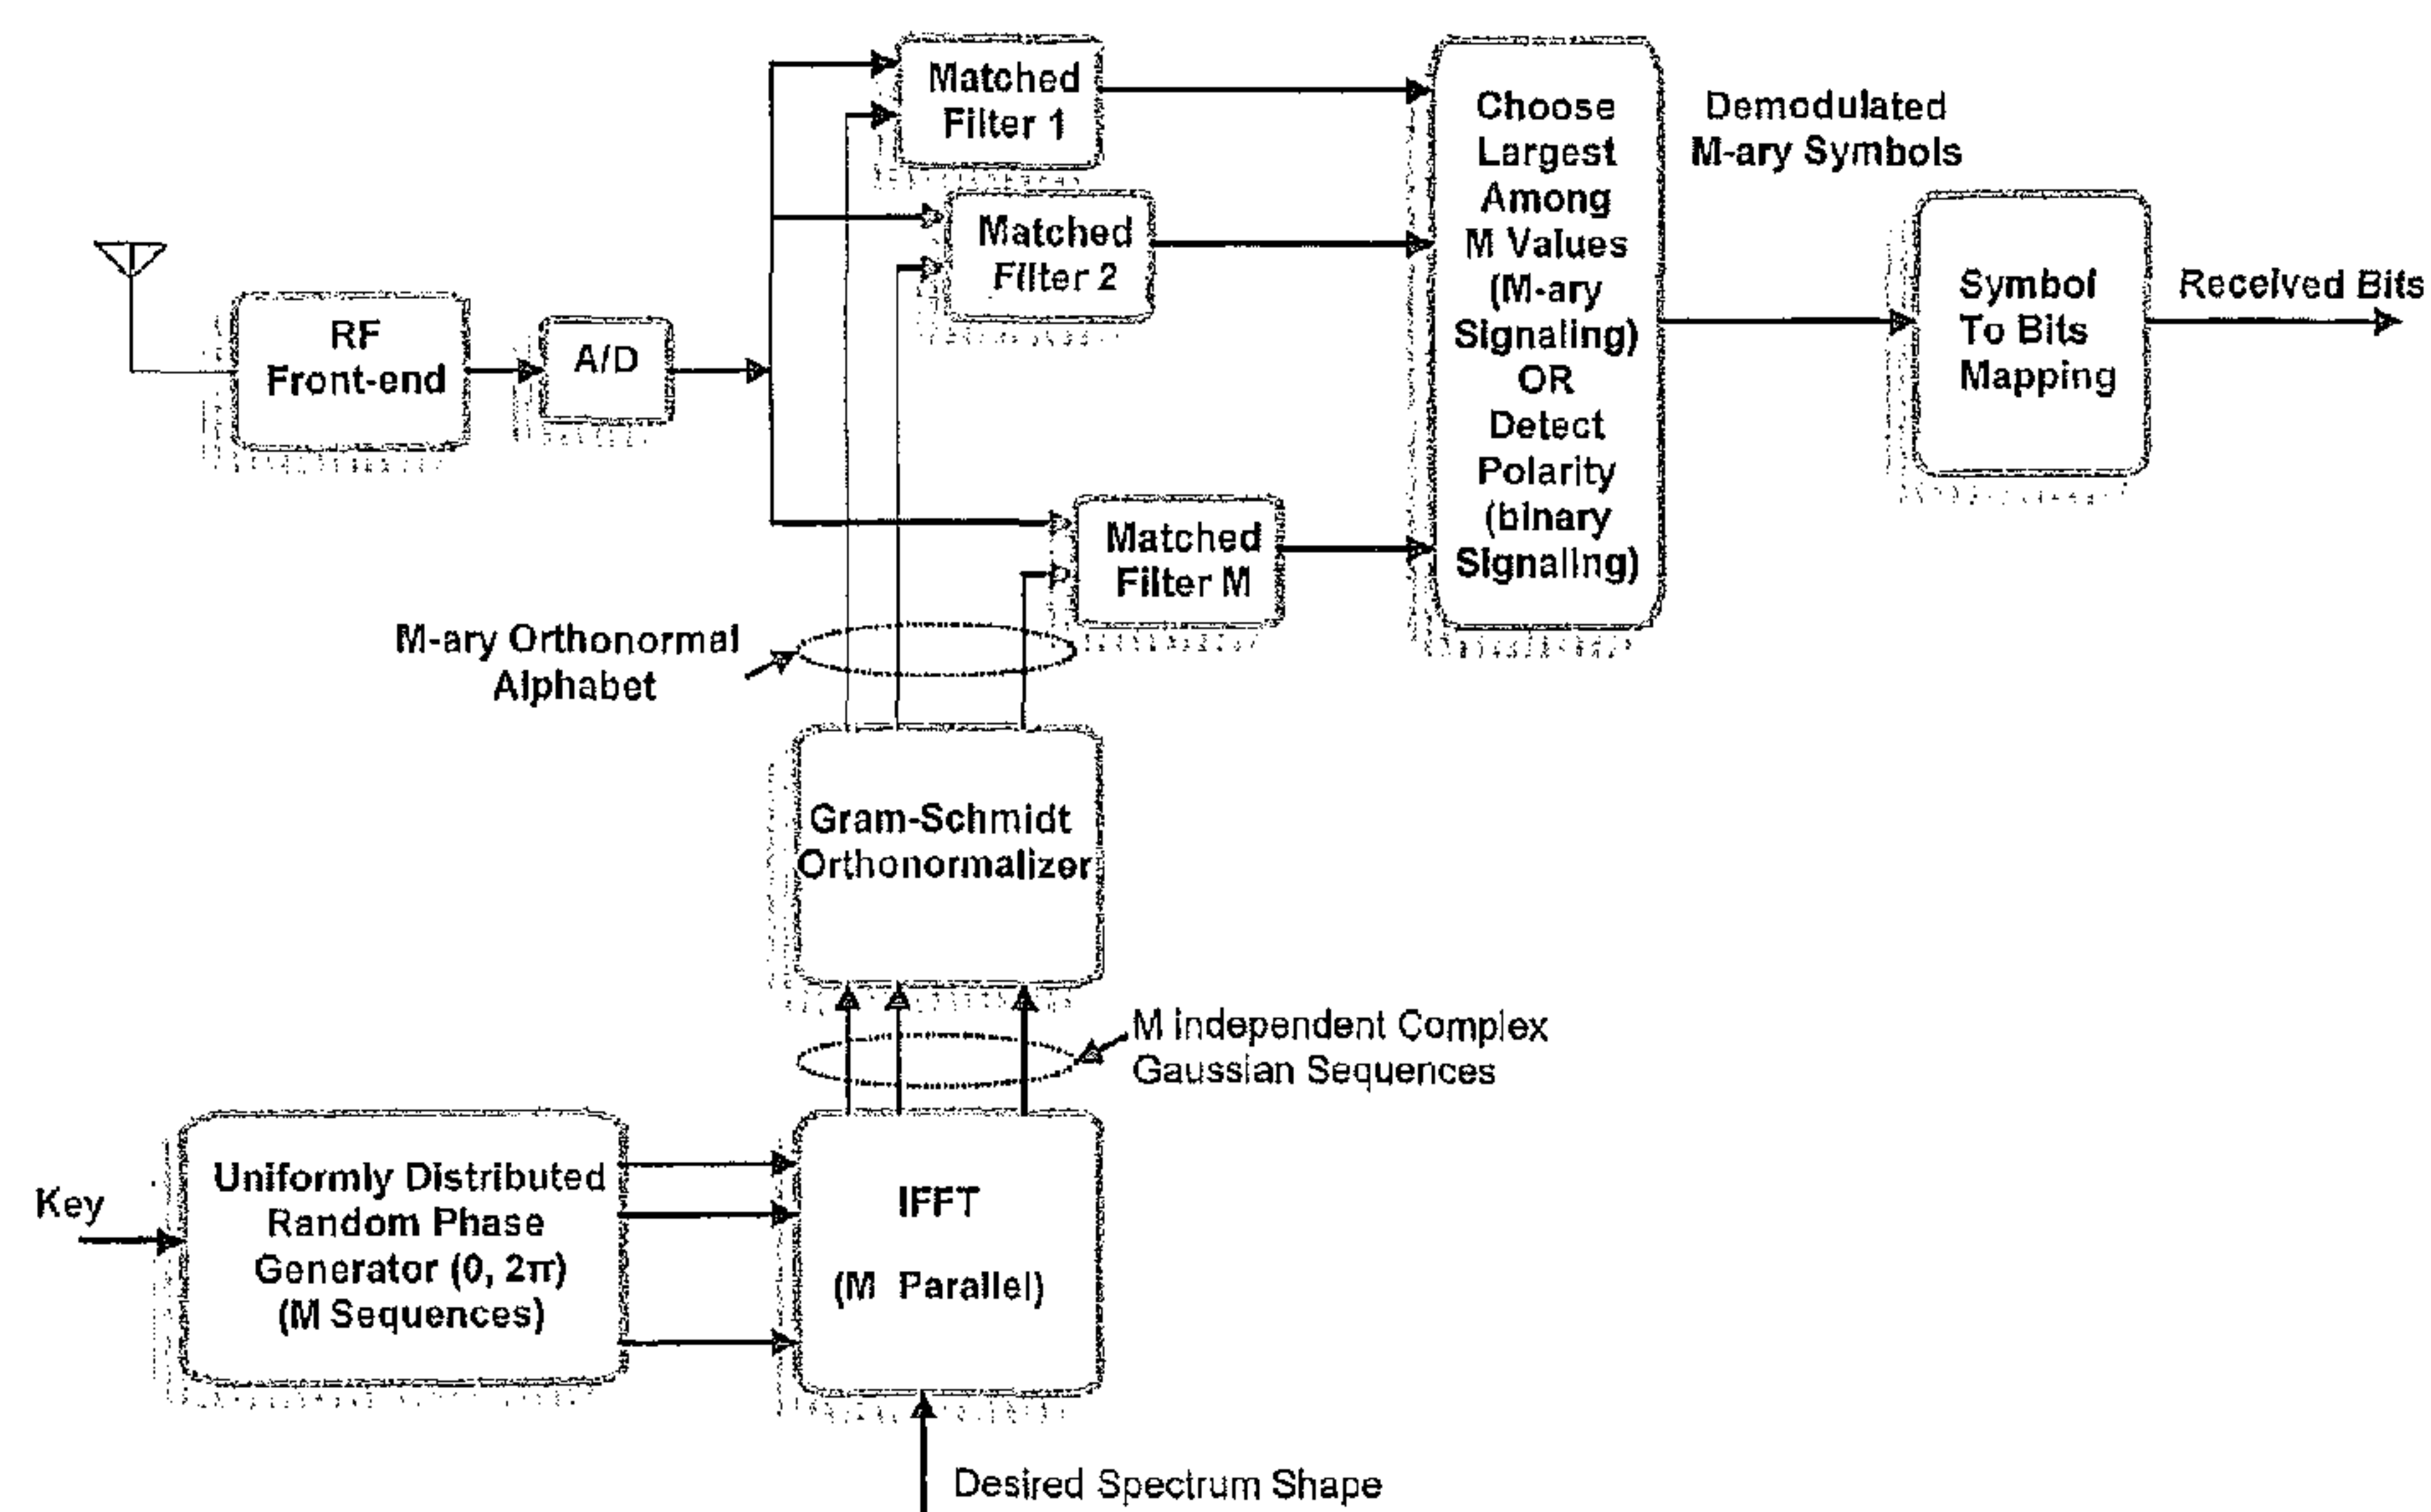 Matched
Filter 1
Choose
Largest
Among
M Values
(M-ary
Signaling)
OR
Detect
Polarity
(binary
Signaling)
Demodulated
M-ary Symbols
Matched
Filter 2
RF
Front-end
A/D
Symbol
To Bits
Mapping
Received Bits
Matched
Filter M
M-ary Orthonormal
Alphabet
Gram-Schmidt
Orthonormalizer
M independent Complex
Gaussian Sequences
Key
Uniformly Distributed
Random Phase
Generator (0, 2π)
(M Sequences)
IFFT
(M Parallel)
Desired Spectrum Shape